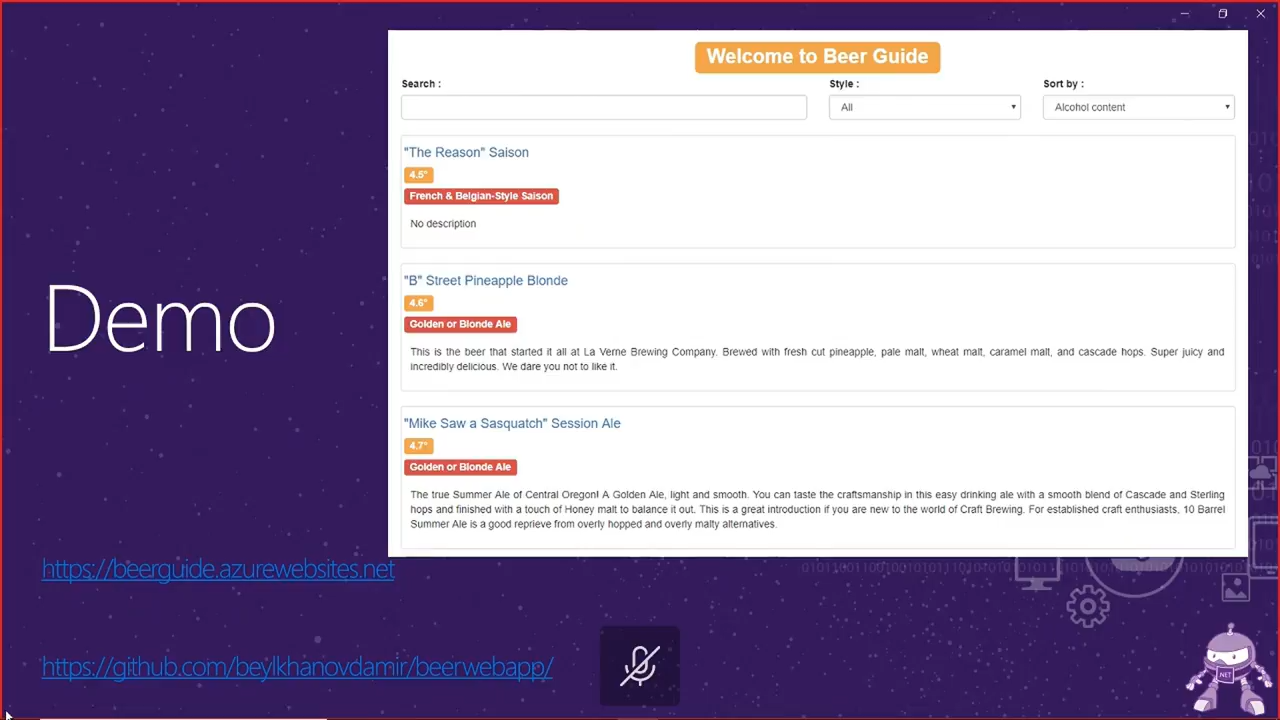 Welcome to Beer Guide
Search :
Style :
Sort by :
All
Alcohol content
"The Reason" Saison
4.5°
French & Belgian-Style Saison
No description
"B" Street Pineapple Blonde
4.6°
Golden or Blonde Ale
This is the beer that started it all at La Verne Brewing Company. Brewed with fresh cut pineapple, pale malt, wheat malt, caramel malt, and cascade hops. Super juicy and
incredibly delicious. We dare you not to like it.
"Mike Saw a Sasquatch" Session Ale
4.7°
Golden or Blonde Ale
The true Summer Ale of Central Oregon! A Golden Ale, light and smooth. You can taste the craftsmanship in this easy drinking ale with a smooth blend of Cascade and Sterling
hops and finished with a touch of Honey malt to balance it out. This is a great introduction if you are new to the world of Craft Brewing. For established craft enthusiasts, 10 Barrel
Summer Ale is a good reprieve from overly hopped and overly malty alternatives.
Demo
https://beerguide.azurewebsites.net
https://github.com/beylkhanovdamir/beerwebapp/
.NET